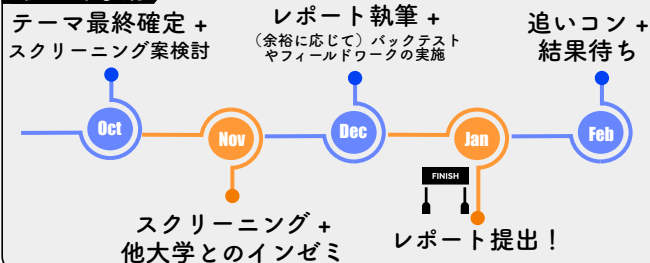 テーマ最終確定 +
スクリーニング案検討
レポート執筆 +
（余裕に応じて）バックテスト
やフィールドワークの実施
追いコン +
結果待ち
Oct
Nov
Dec
Jan
Feb
FINISH
スクリーニング +
他大学とのインゼミ
レポート提出！